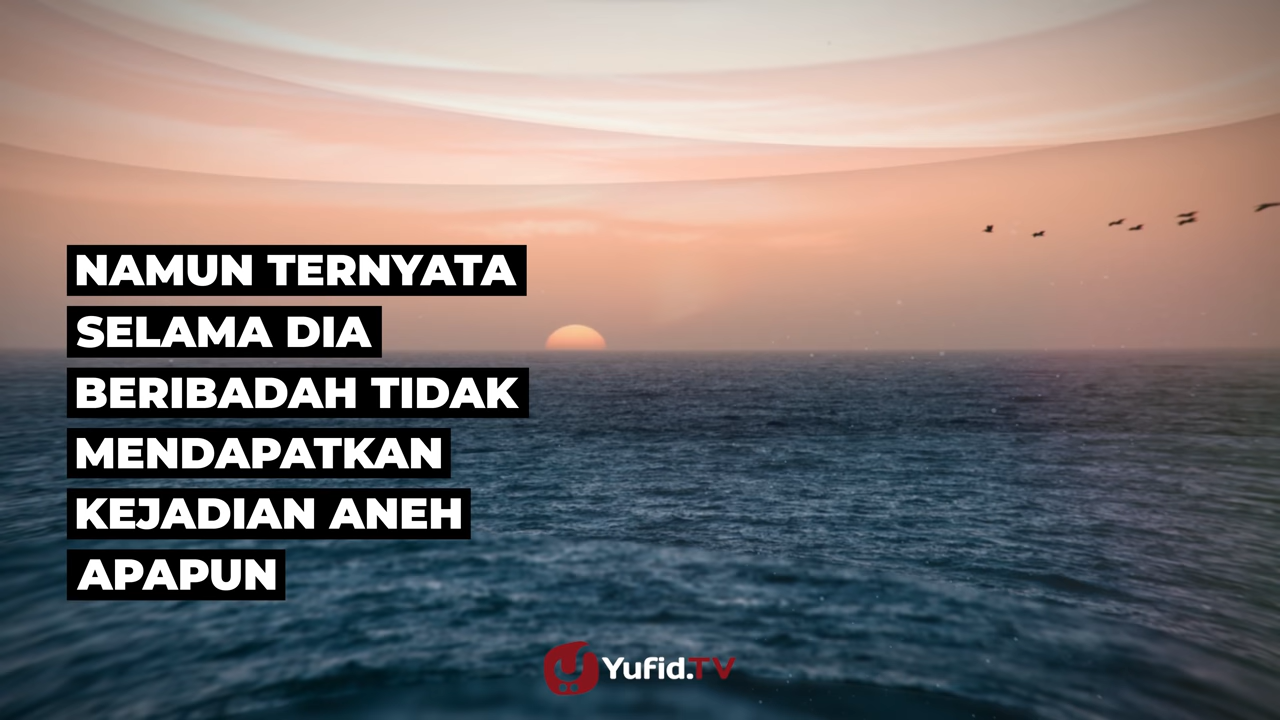 NAMUN TERNYATA
SELAMA DIA
BERIBADAH TIDAK
MENDAPATKAN
KEJADIAN ANEH
APAPUN
Yufid.TV